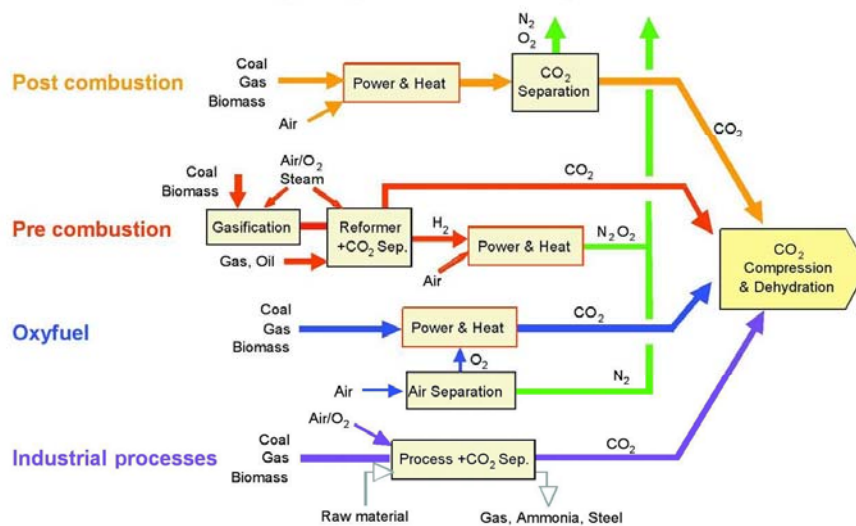 N2
O2
Post combustion
Coal
Gas
Biomass
Air
Power & Heat
CO2
Separation
CO2
Coal
Biomass
Air/O2
Steam
CO2
Pre combustion
Gasification
Reformer
+CO2 Sep.
H2
Power & Heat
N2 O2
Gas, Oil
Air
CO2
Compression
& Dehydration
Oxyfuel
Coal
Gas
Biomass
Power & Heat
CO2
O2
Air
Air Separation
N2
Air/O2
Industrial processes
Coal
Gas
Biomass
Process +CO2 Sep.
CO2
Raw material
Gas, Ammonia, Steel